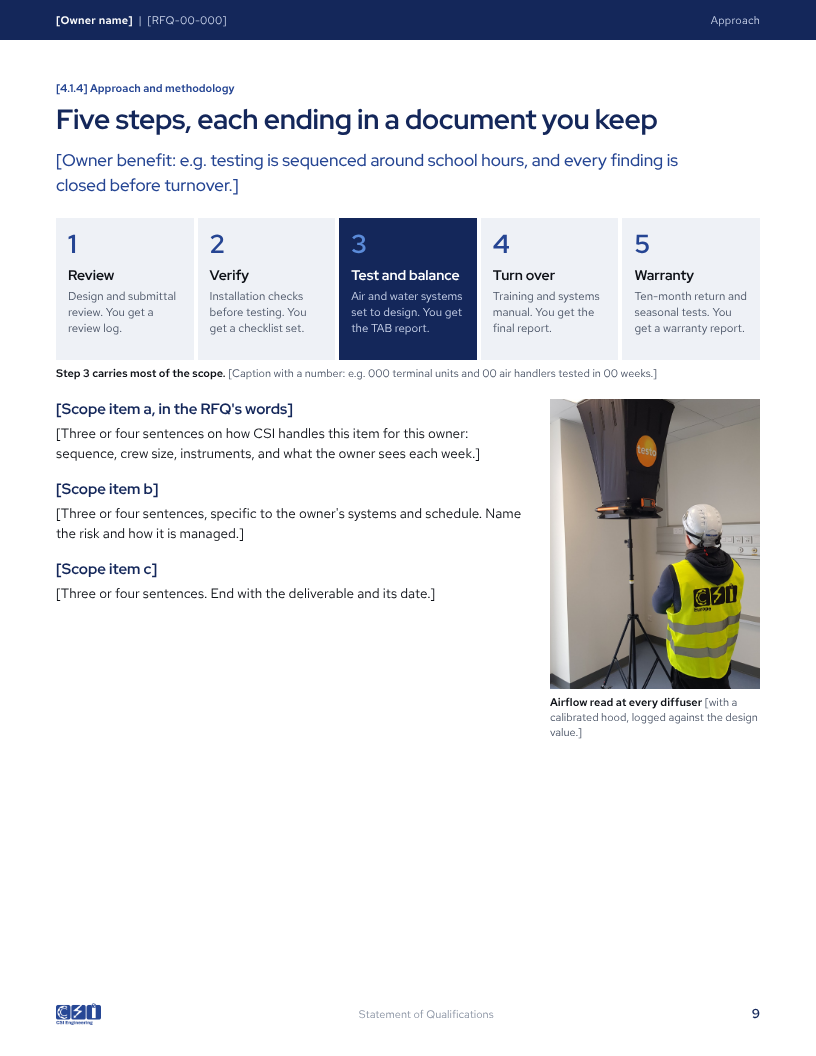 [Owner name] | [RFQ-00-000]
Approach
[4.1.4] Approach and methodology
Five steps, each ending in a document you keep
[Owner benefit: e.g. testing is sequenced around school hours, and every finding is
closed before turnover.]
1
Review
Design and submittal
review. You get a
review log.
2
Verify
Installation checks
before testing. You
get a checklist set.
3
Test and balance
Air and water systems
set to design. You get
the TAB report.
4
Turn over
Training and systems
manual. You get the
final report.
5
Warranty
Ten-month return and
seasonal tests. You
get a warranty report.
Step 3 carries most of the scope. [Caption with a number: e.g. 000 terminal units and 00 air handlers tested in 00 weeks.]
[Scope item a, in the RFQ's words]
[Three or four sentences on how CSI handles this item for this owner:
sequence, crew size, instruments, and what the owner sees each week.]
[Scope item b]
[Three or four sentences, specific to the owner's systems and schedule. Name
the risk and how it is managed.]
[Scope item c]
[Three or four sentences. End with the deliverable and its date.]
testo
CSI
Europe
Airflow read at every diffuser [with a
calibrated hood, logged against the design
value.]
CSI
CSI Engineering
Statement of Qualifications
9